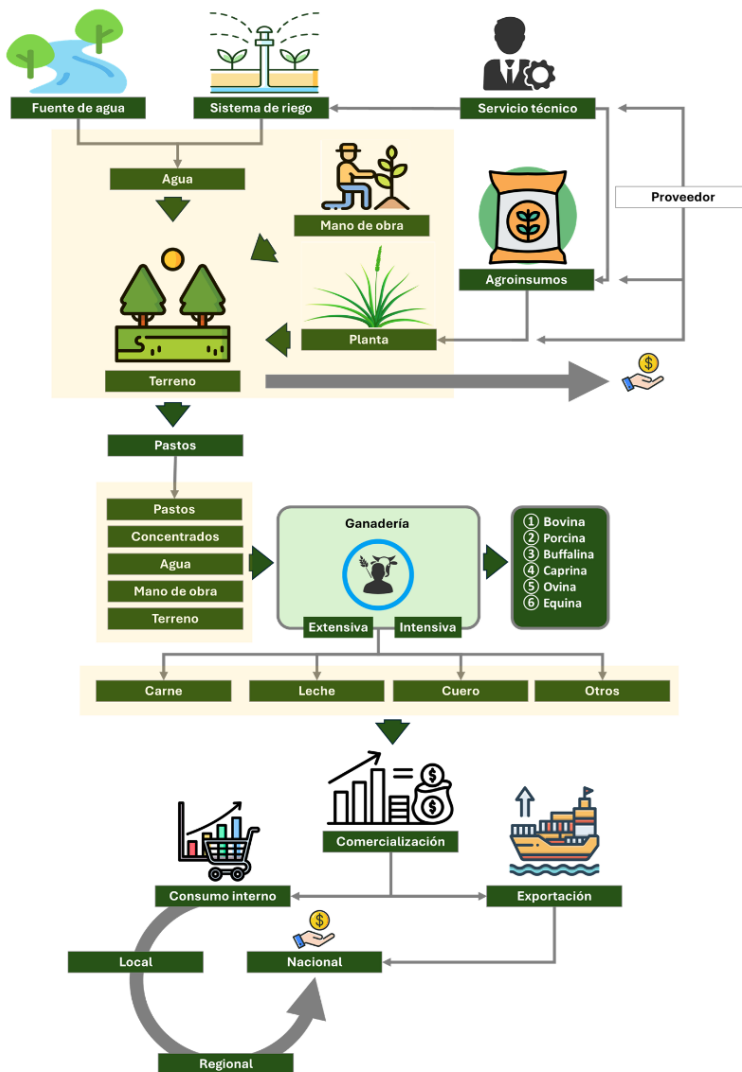 Fuente de agua
Sistema de riego
Servicio técnico
Agua
Mano de obra
Proveedor
Agroinsumos
Planta
Terreno
Pastos
Pastos
Concentrados
Agua
Mano de obra
Terreno
Ganadería
Extensiva
Intensiva
1 Bovina
2 Porcina
3 Buffalina
4 Caprina
5 Ovina
6 Equina
Carne
Leche
Cuero
Otros
Comercialización
Consumo interno
Exportación
Local
Nacional
Regional